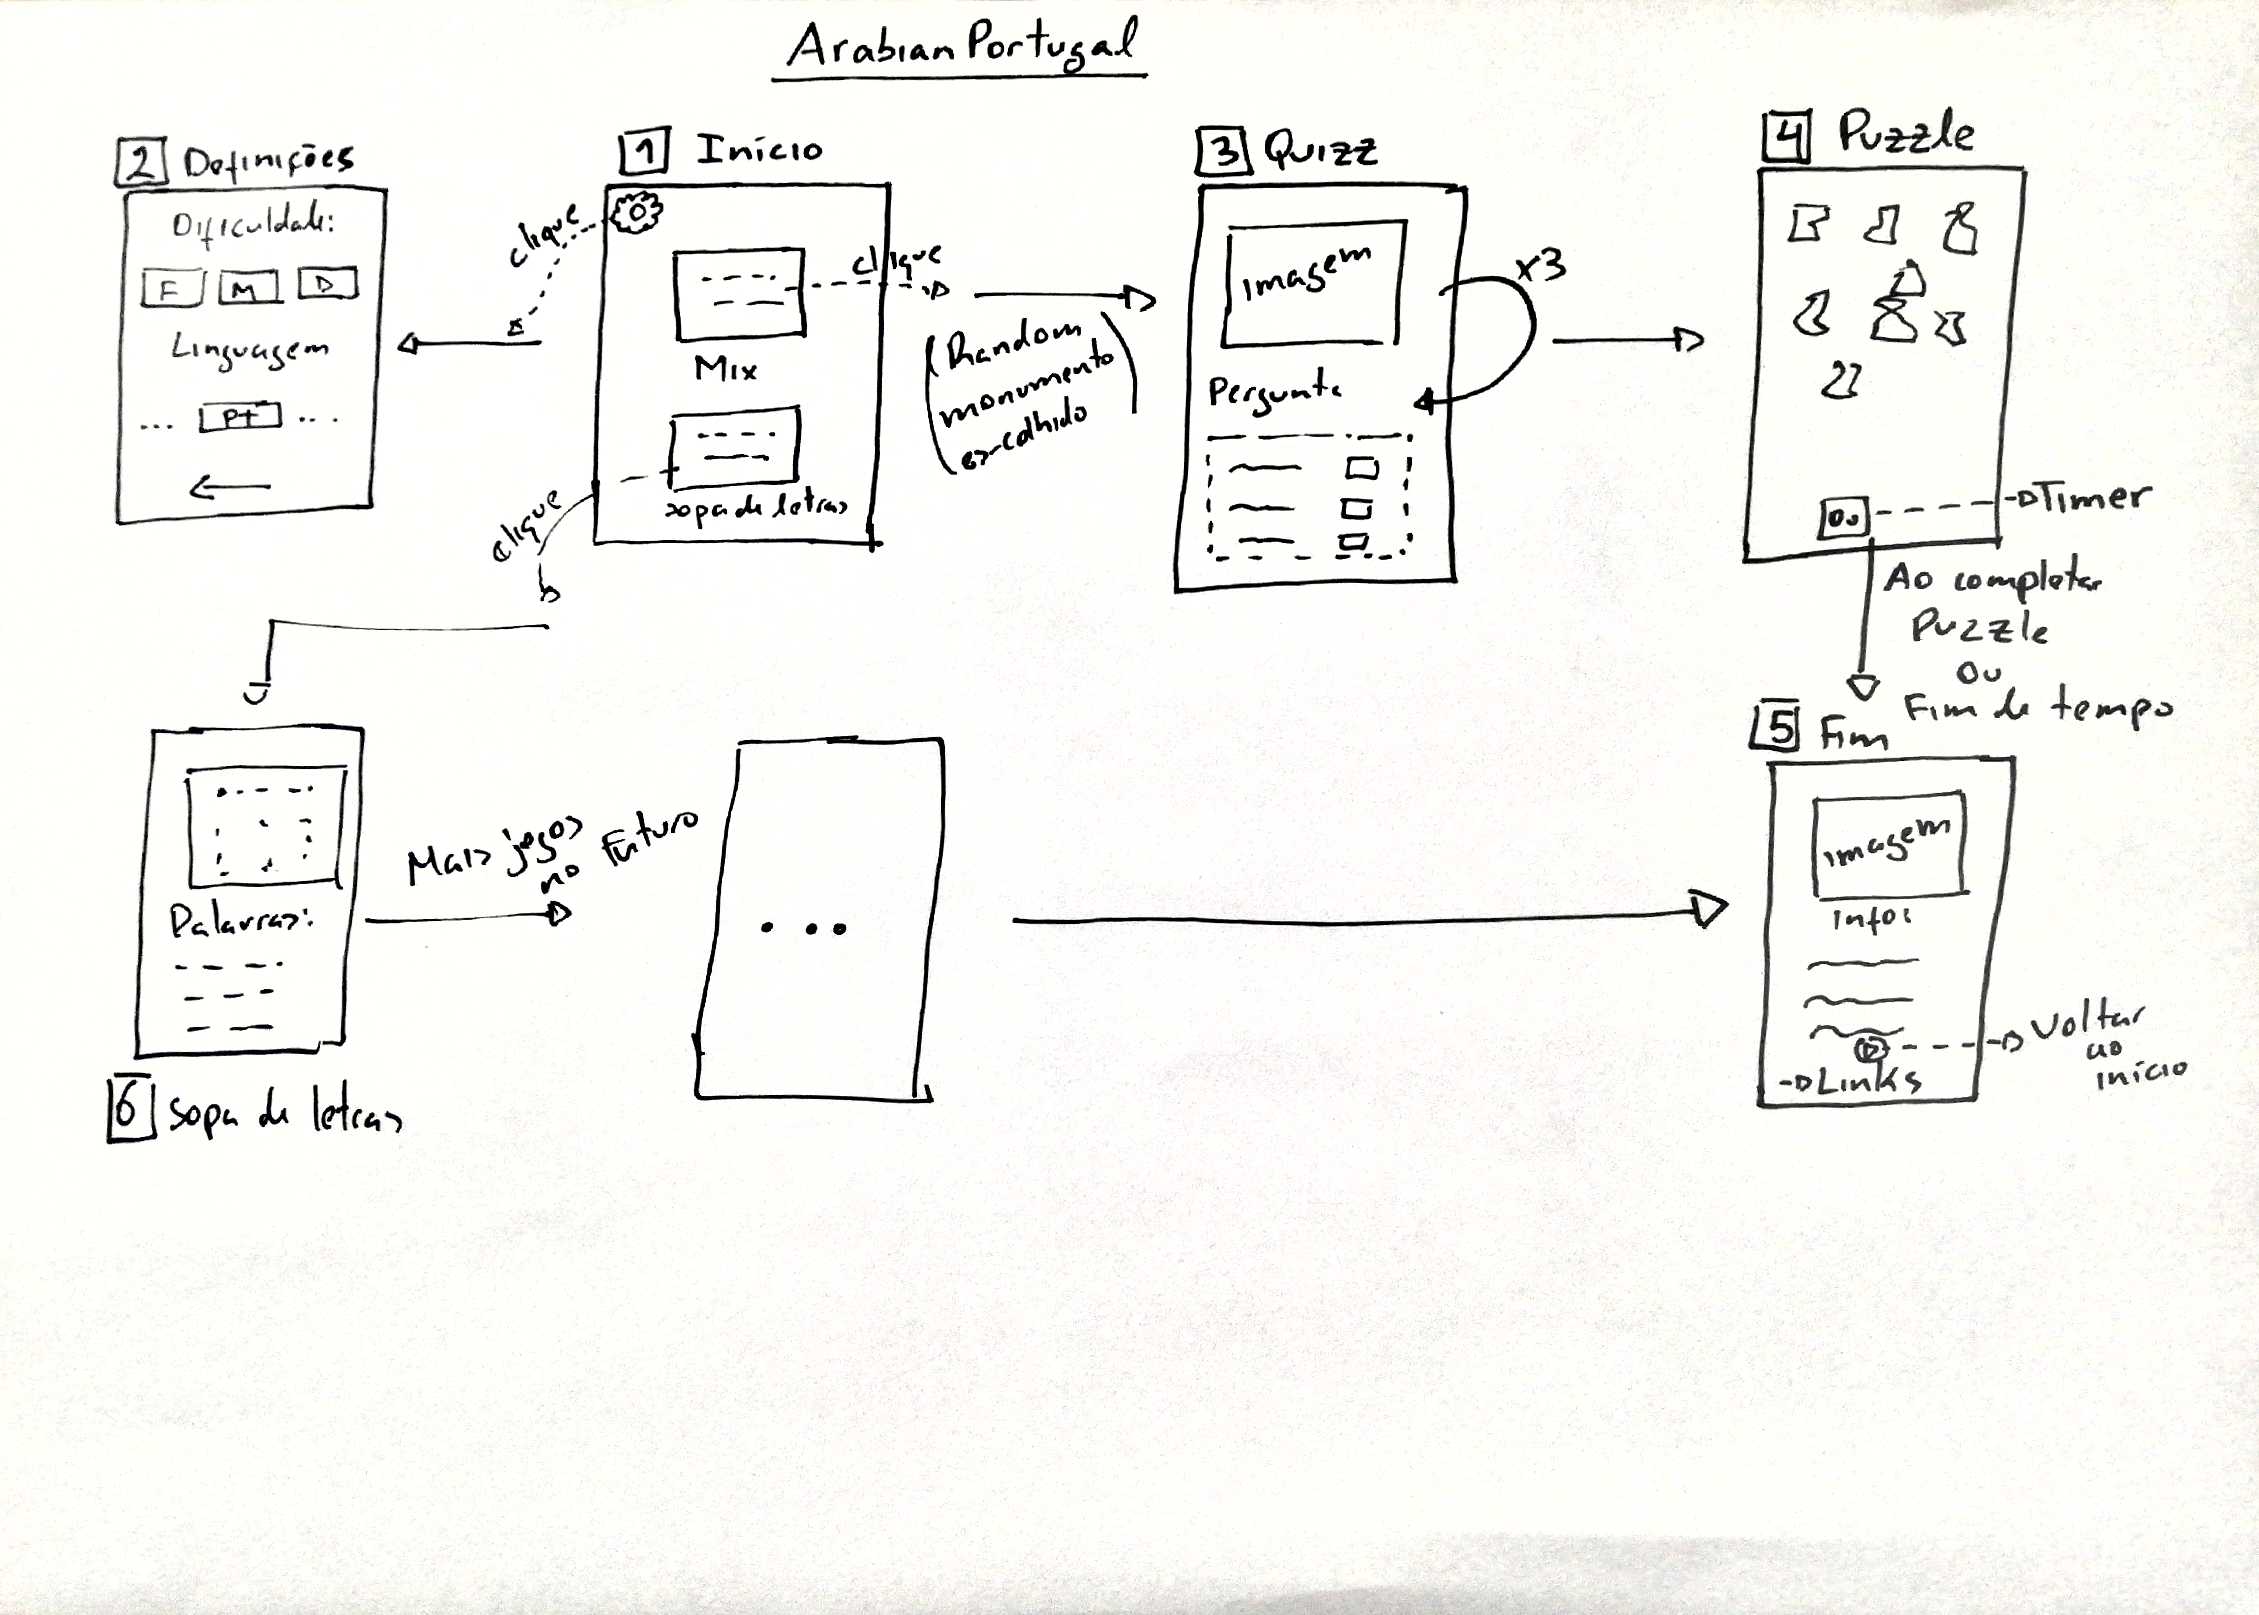 Arabian Portugal
2 Definições
Dificuldade:
F M D
Linguagem
... Pt ...
clique
1 Início
clique
Mix
sopa de letras
clique
(Random
monumento
escolhido)
3 Quizz
Imagem
x3
Pergunta
4 Puzzle
Timer
Ao completar
Puzzle
ou
Fim de tempo
5 Fim
Imagem
Info:
Links
Voltar
ao
início
Palavras:
6 Sopa de letras
Mais jogos
no Futuro
...